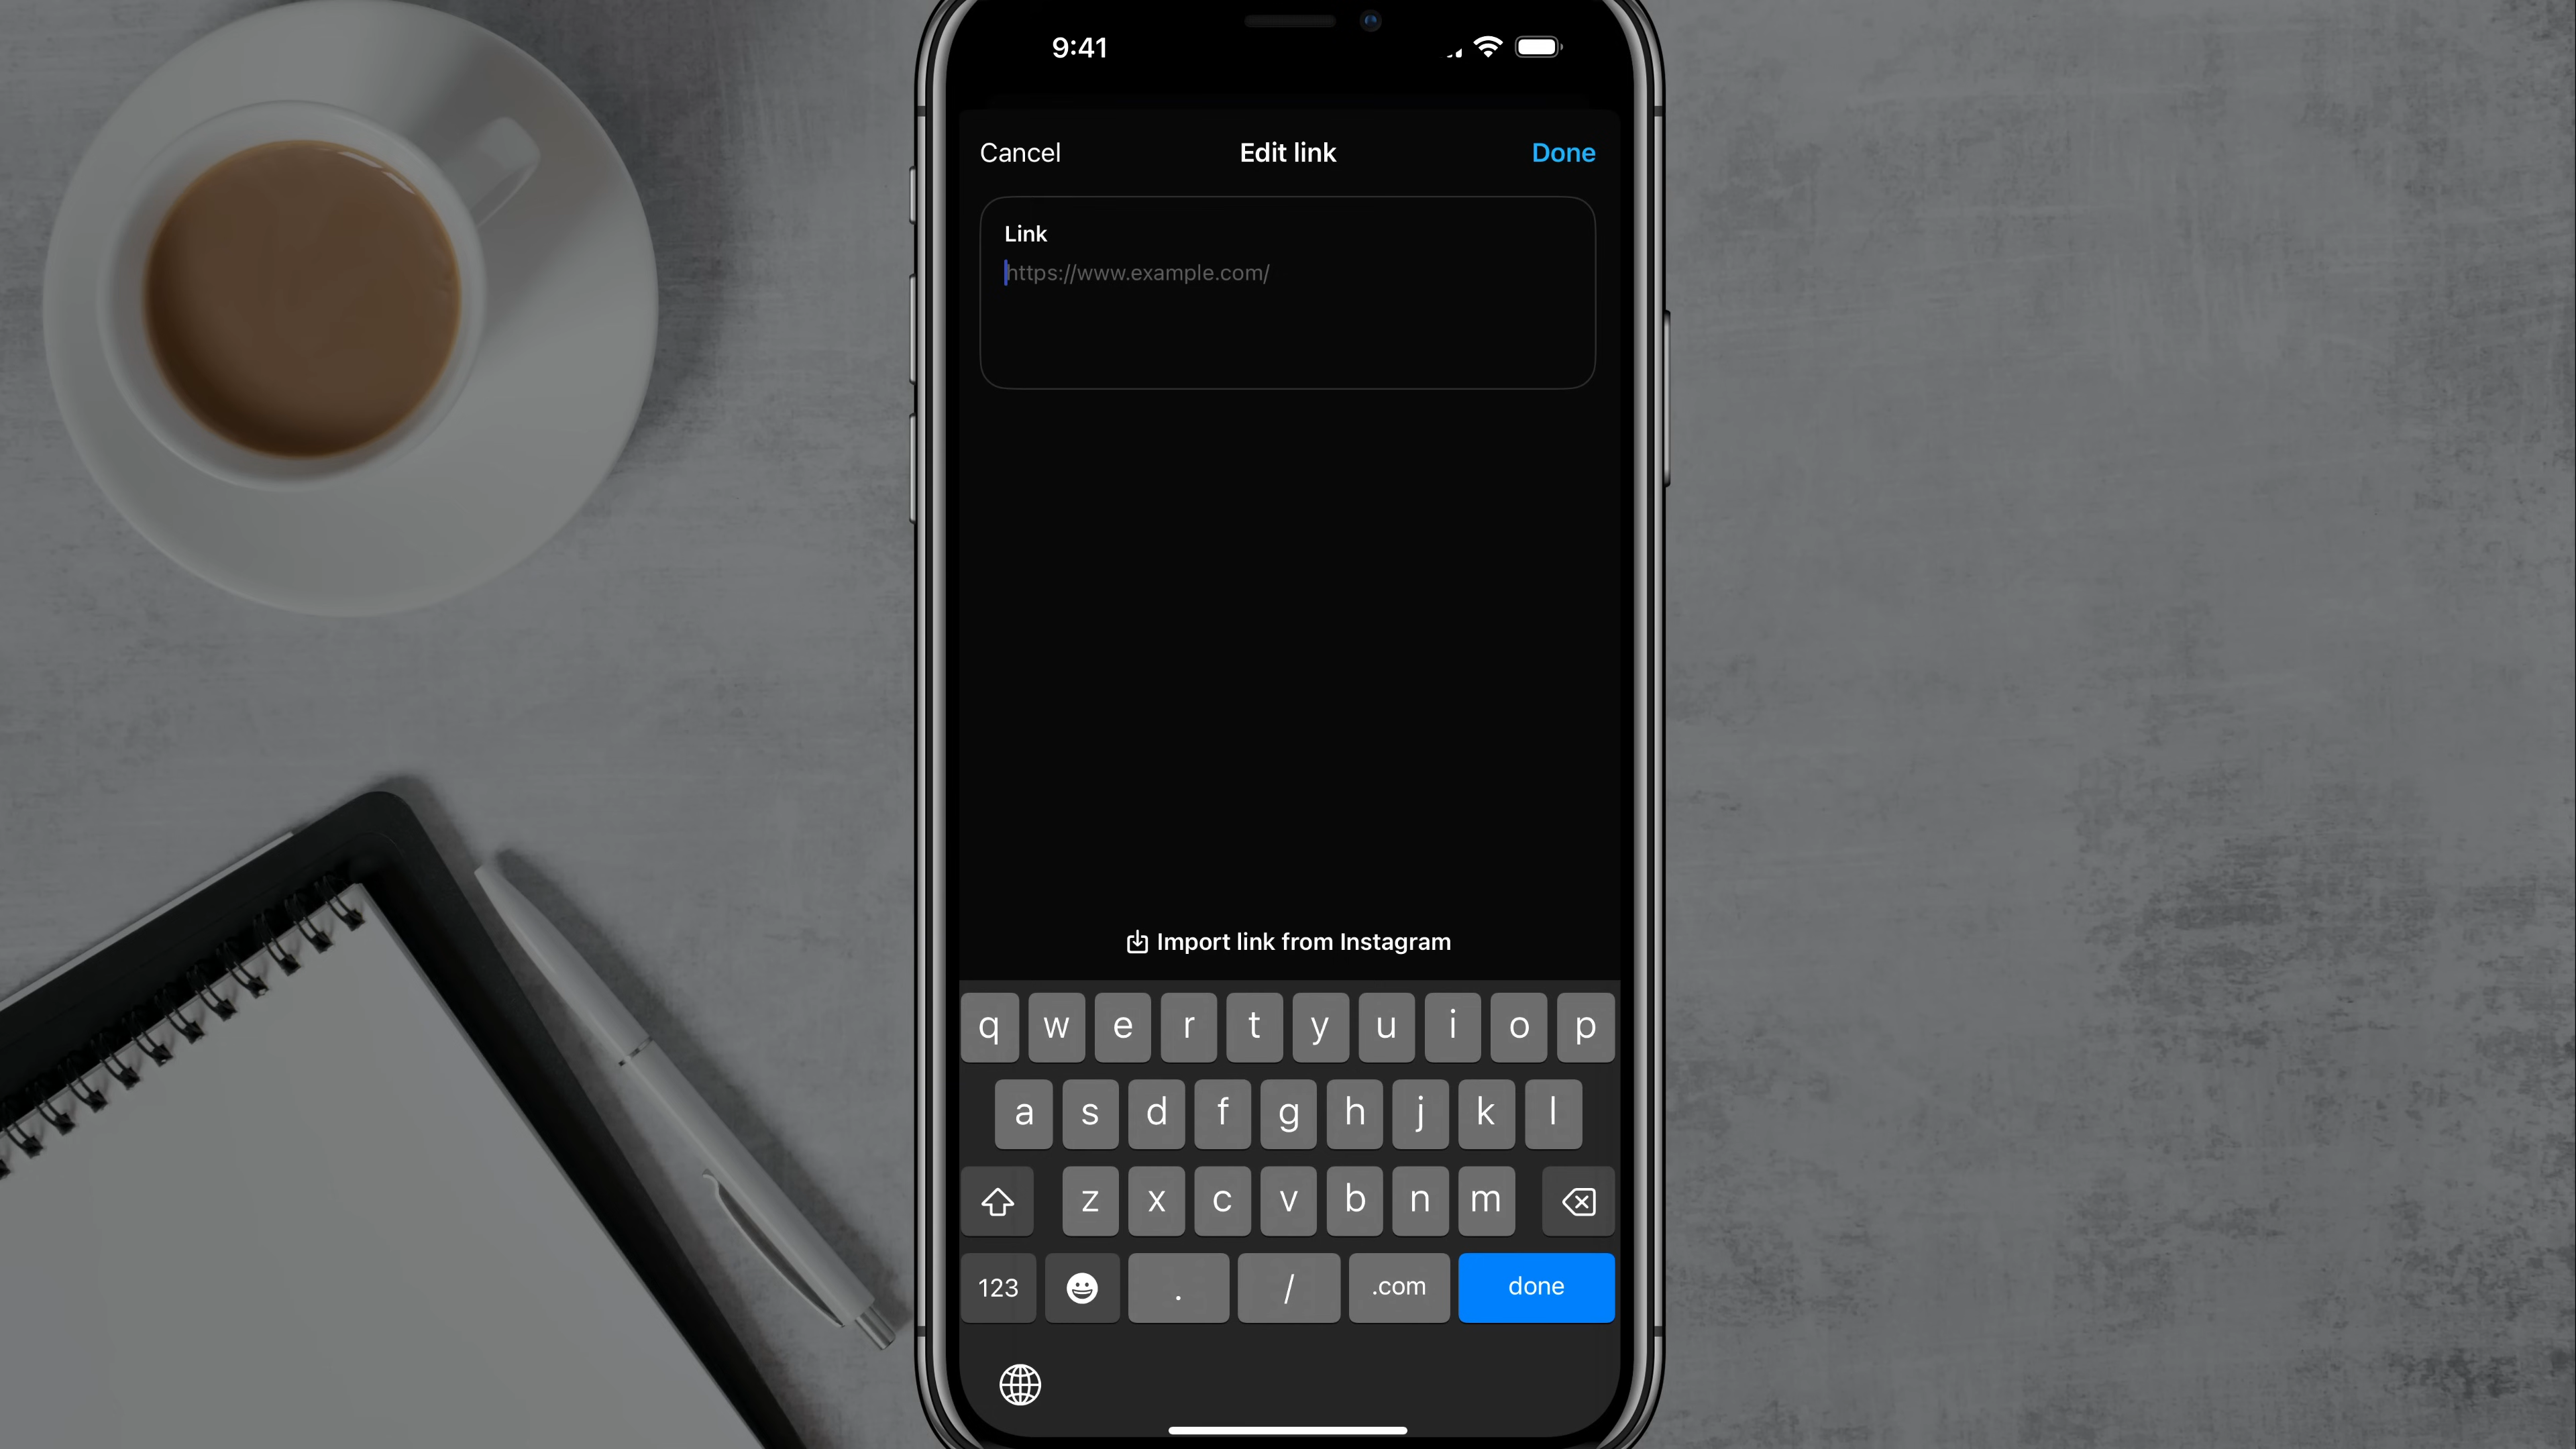 9:41
Cancel Edit link Done
Link
https://www.example.com/
Import link from Instagram
q w e r t y u i o p
a s d f g h j k l
z x c v b n m
123 . / .com done